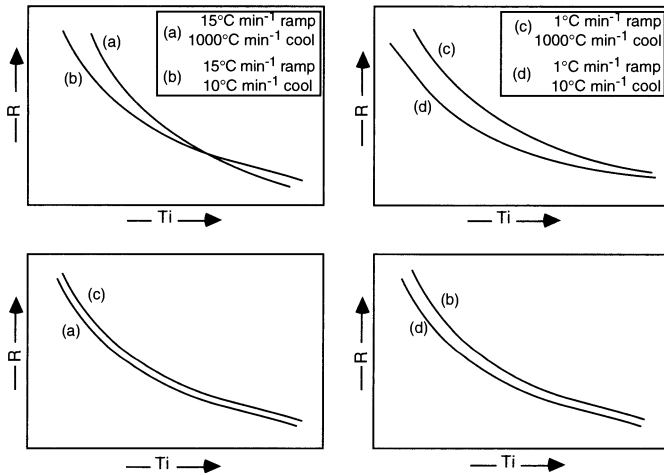 (a) 15°C min⁻¹ ramp
1000°C min⁻¹ cool
(b) 15°C min⁻¹ ramp
10°C min⁻¹ cool
(a)
(b)
R
Ti
(c) 1°C min⁻¹ ramp
1000°C min⁻¹ cool
(d) 1°C min⁻¹ ramp
10°C min⁻¹ cool
(c)
(d)
R
Ti
(c)
(a)
R
Ti
(b)
(d)
R
Ti